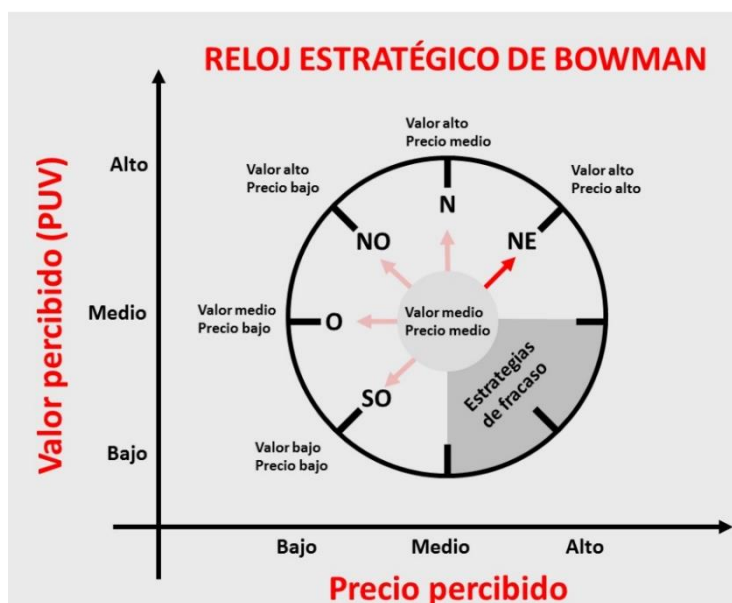 RELOJ ESTRATÉGICO DE BOWMAN
Valor percibido (PUV)
Alto
Medio
Bajo
Valor alto
Precio medio
Valor alto
Precio bajo
Valor alto
Precio alto
N
NO
NE
Valor medio
Precio bajo
O
Valor medio
Precio medio
SO
Estrategias
de fracaso
Valor bajo
Precio bajo
Bajo
Medio
Alto
Precio percibido